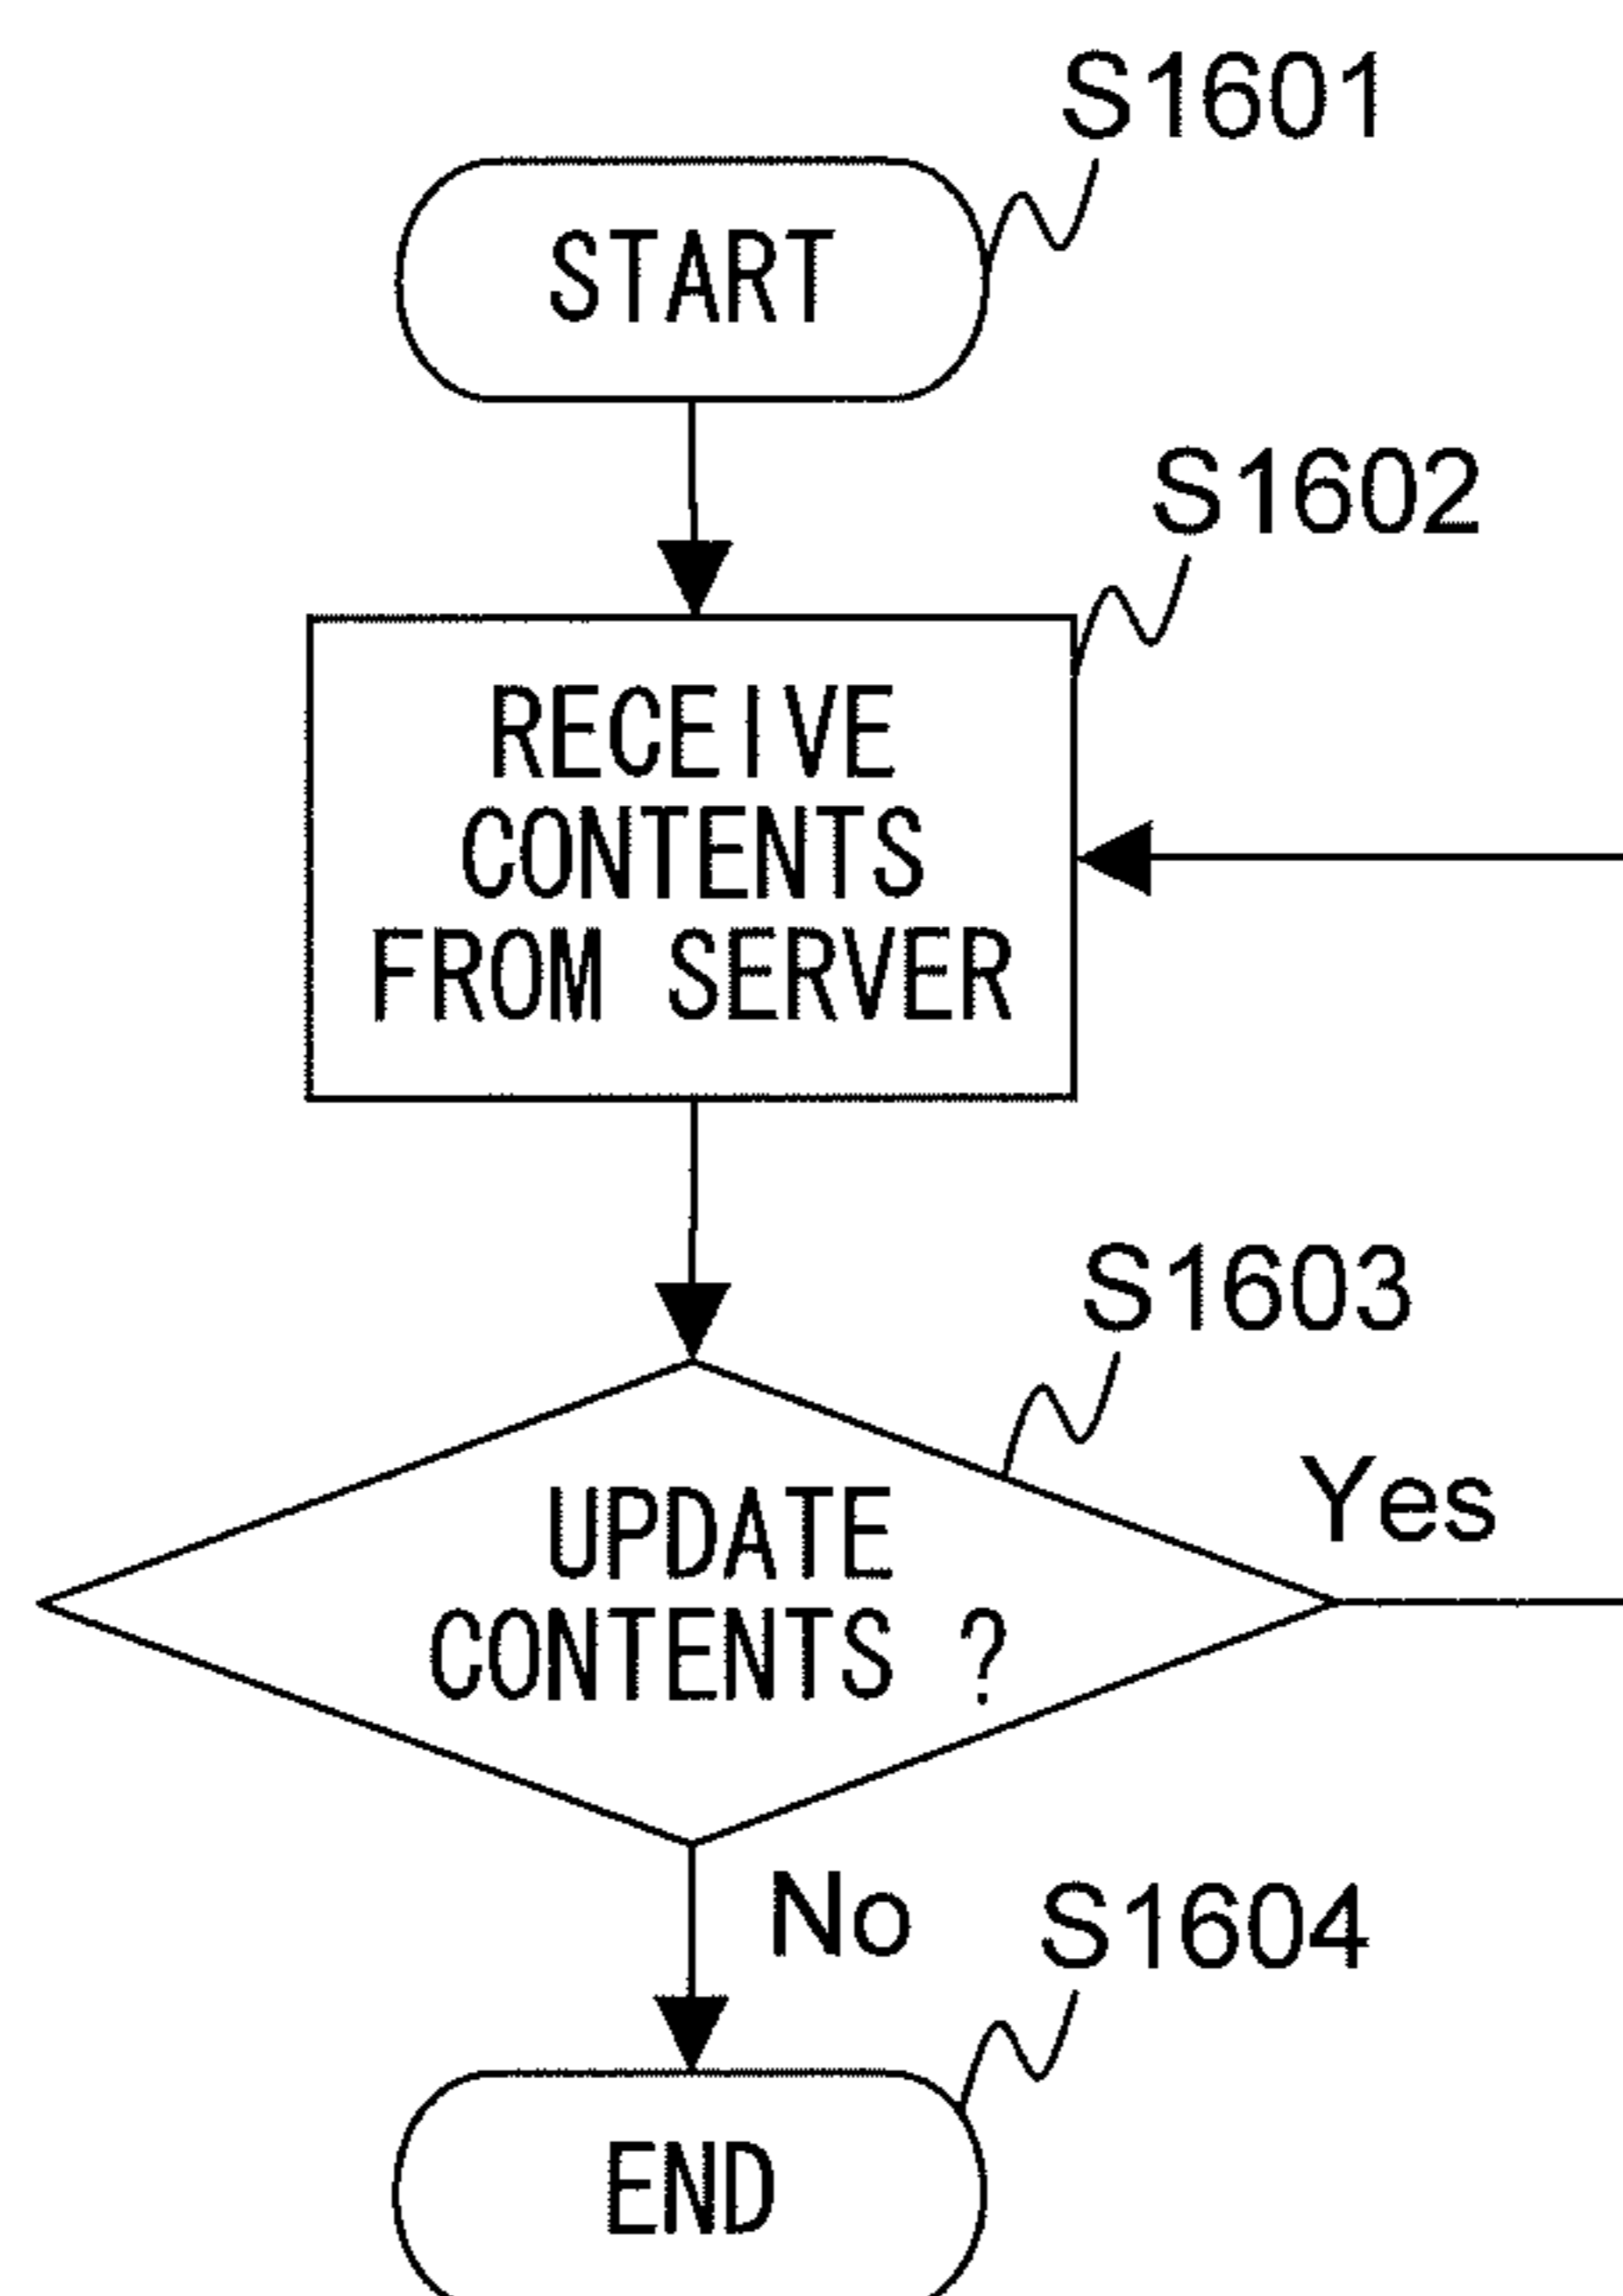 S1601
START
S1602
RECEIVE
CONTENTS
FROM SERVER
S1603
UPDATE
CONTENTS ?
Yes
No
S1604
END